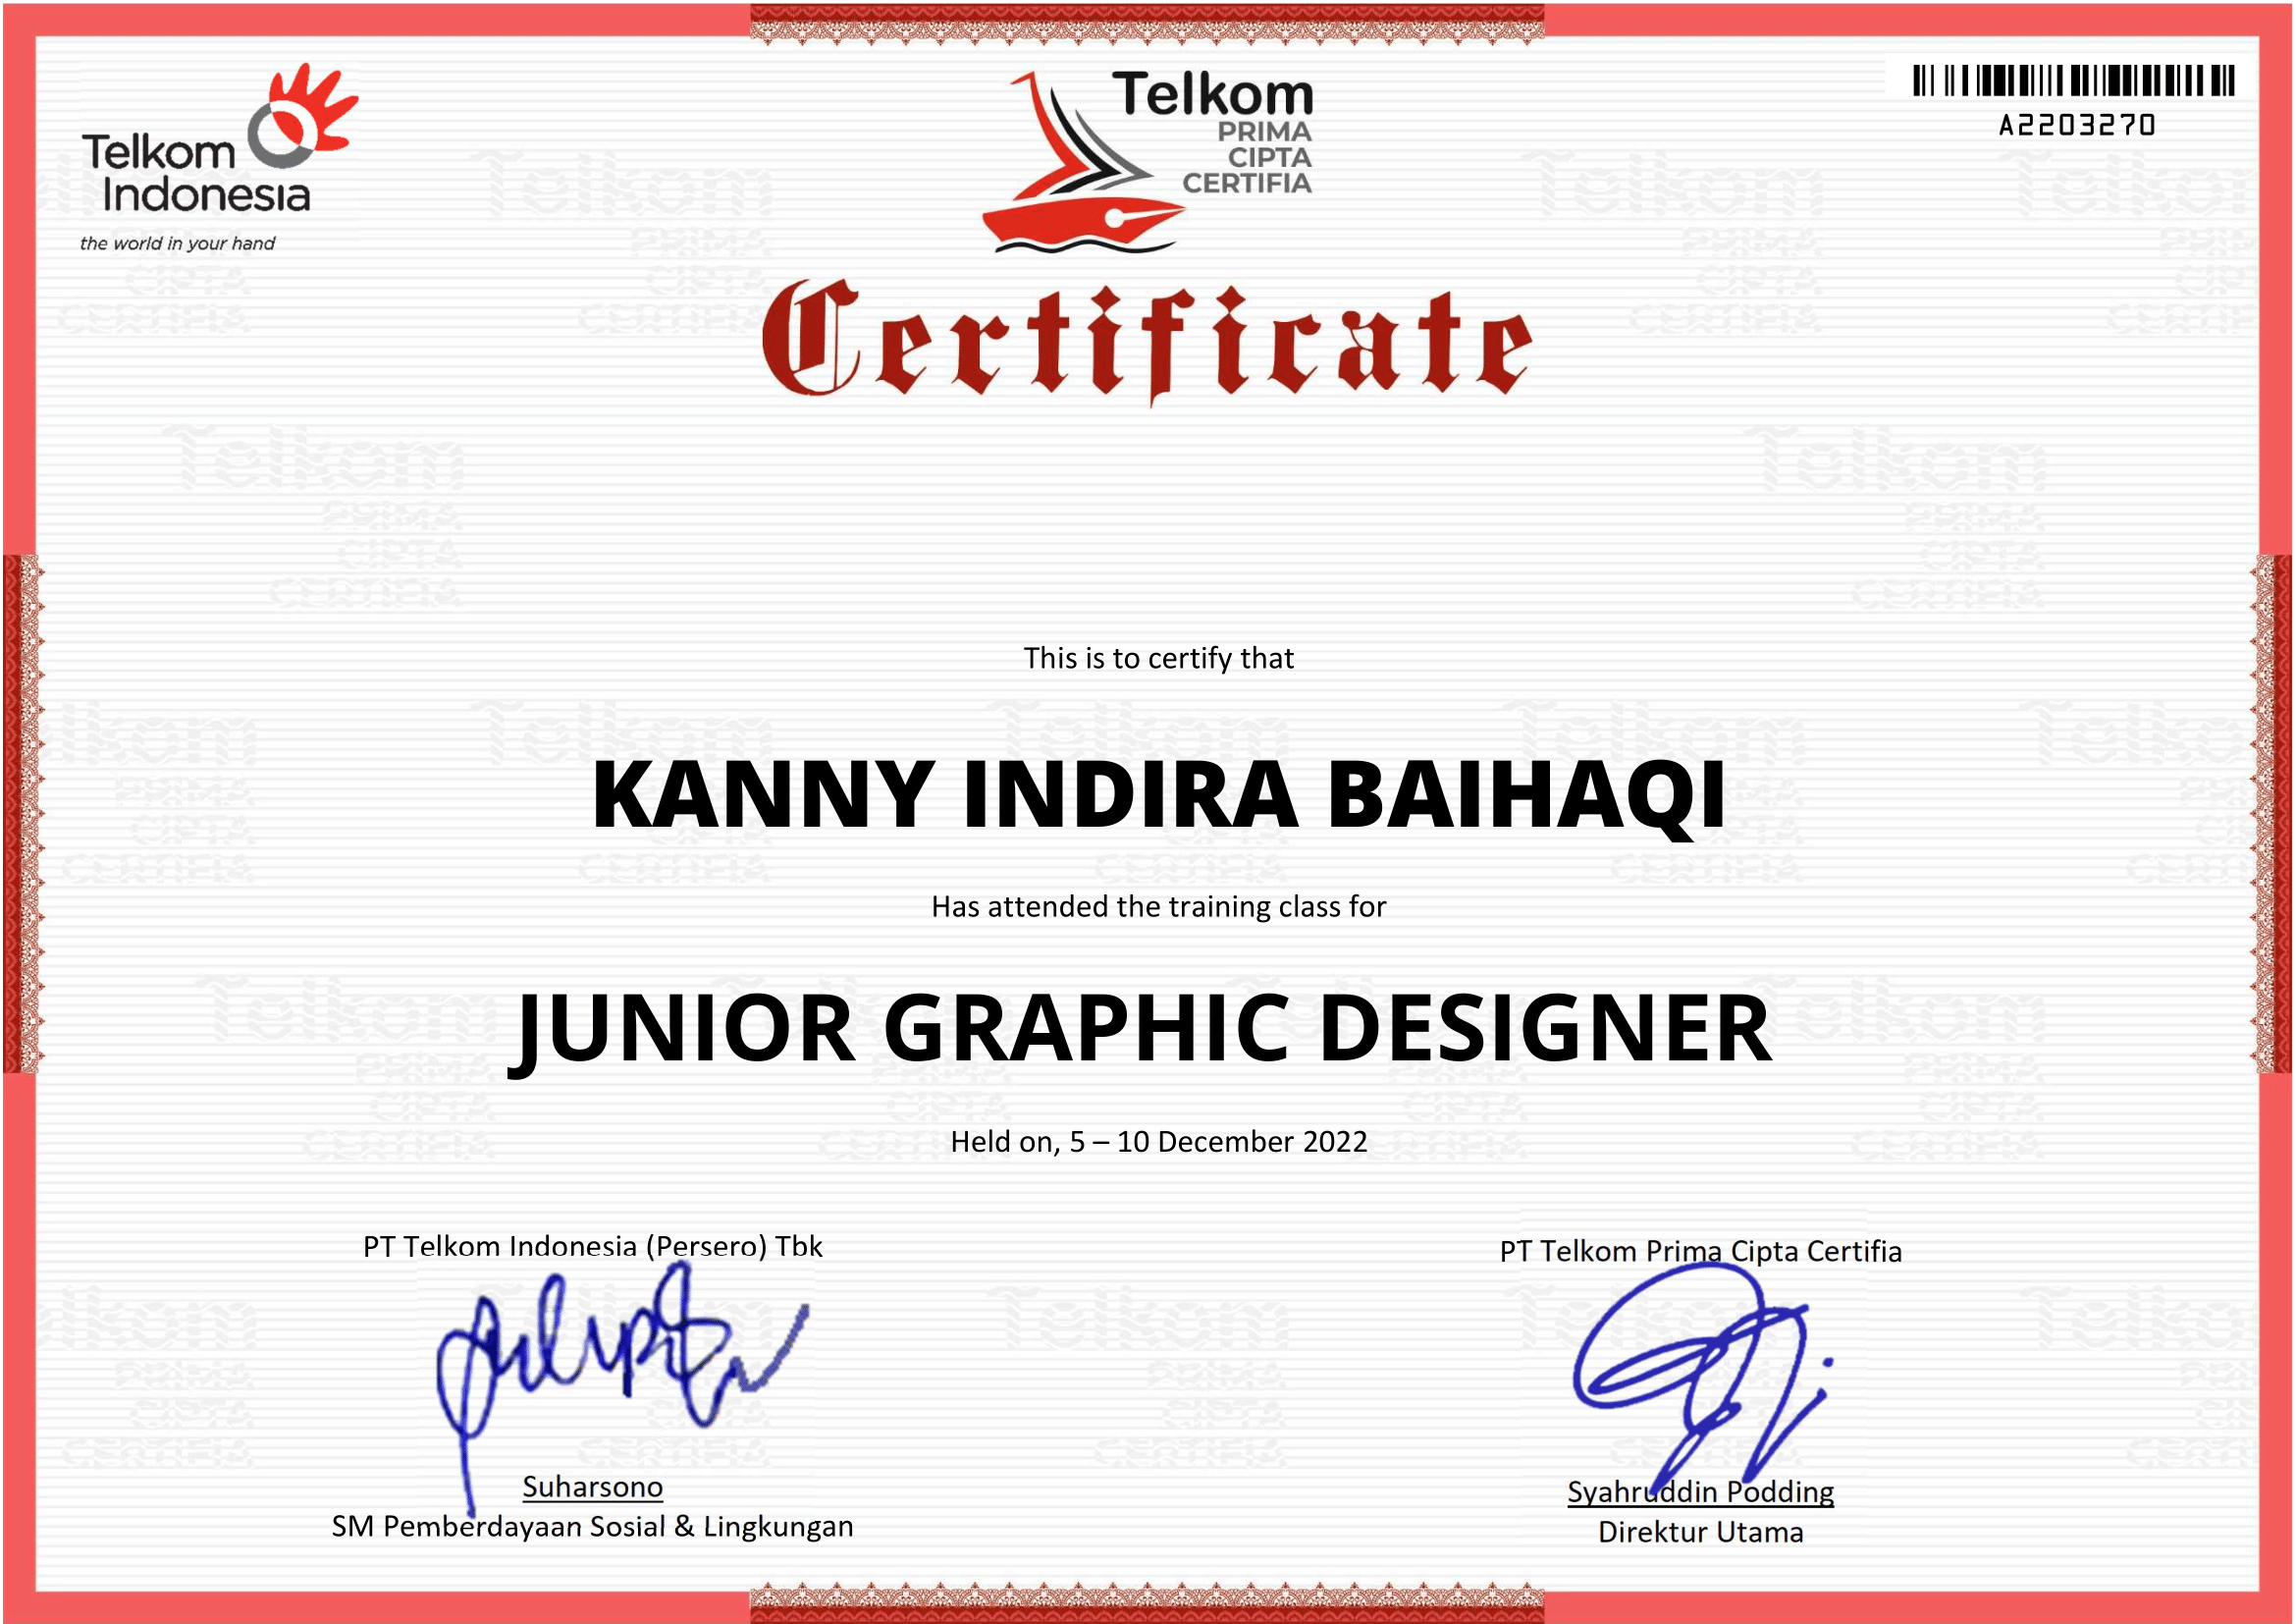 Telkom
Indonesia
the world in your hand
Telkom
PRIMA
CIPTA
CERTIFIA
A2203270
Certificate
This is to certify that
KANNY INDIRA BAIHAQI
Has attended the training class for
JUNIOR GRAPHIC DESIGNER
Held on, 5 – 10 December 2022
PT Telkom Indonesia (Persero) Tbk
Suharsono
SM Pemberdayaan Sosial & Lingkungan
PT Telkom Prima Cipta Certifia
Syahruddin Podding
Direktur Utama